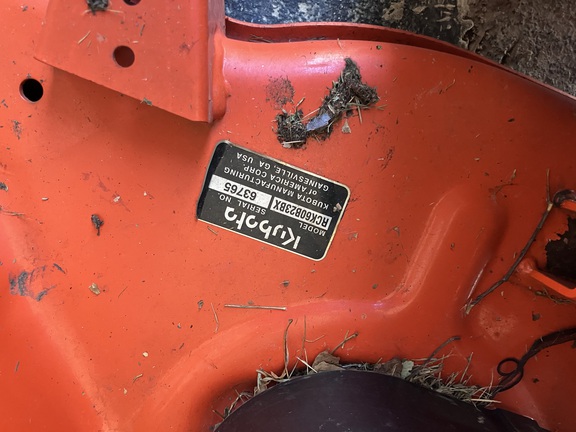 Kubota
MODEL SERIAL NO.
RCK60B23BX 63765
KUBOTA MANUFACTURING
OF AMERICA CORP.
GAINESVILLE, GA USA